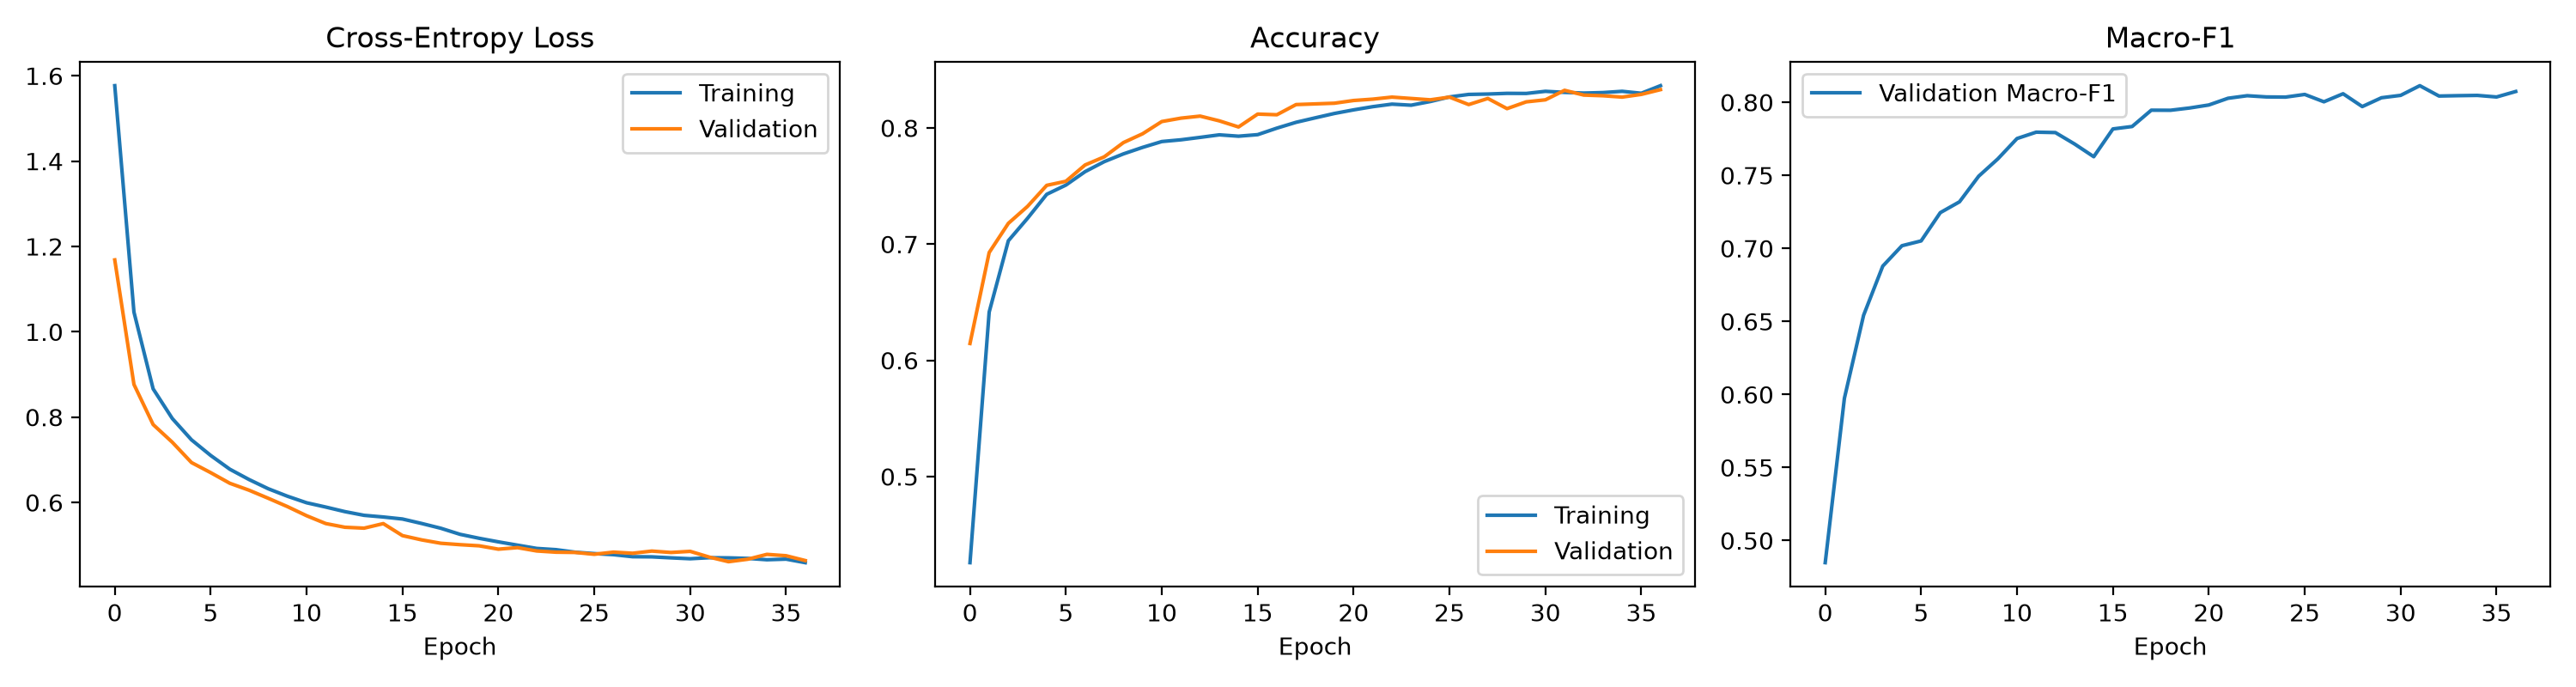 Cross-Entropy Loss
1.6
1.4
1.2
1.0
0.8
0.6
Training
Validation
0 5 10 15 20 25 30 35
Epoch
Accuracy
0.8
0.7
0.6
0.5
Training
Validation
0 5 10 15 20 25 30 35
Epoch
Macro-F1
0.80
0.75
0.70
0.65
0.60
0.55
0.50
Validation Macro-F1
0 5 10 15 20 25 30 35
Epoch